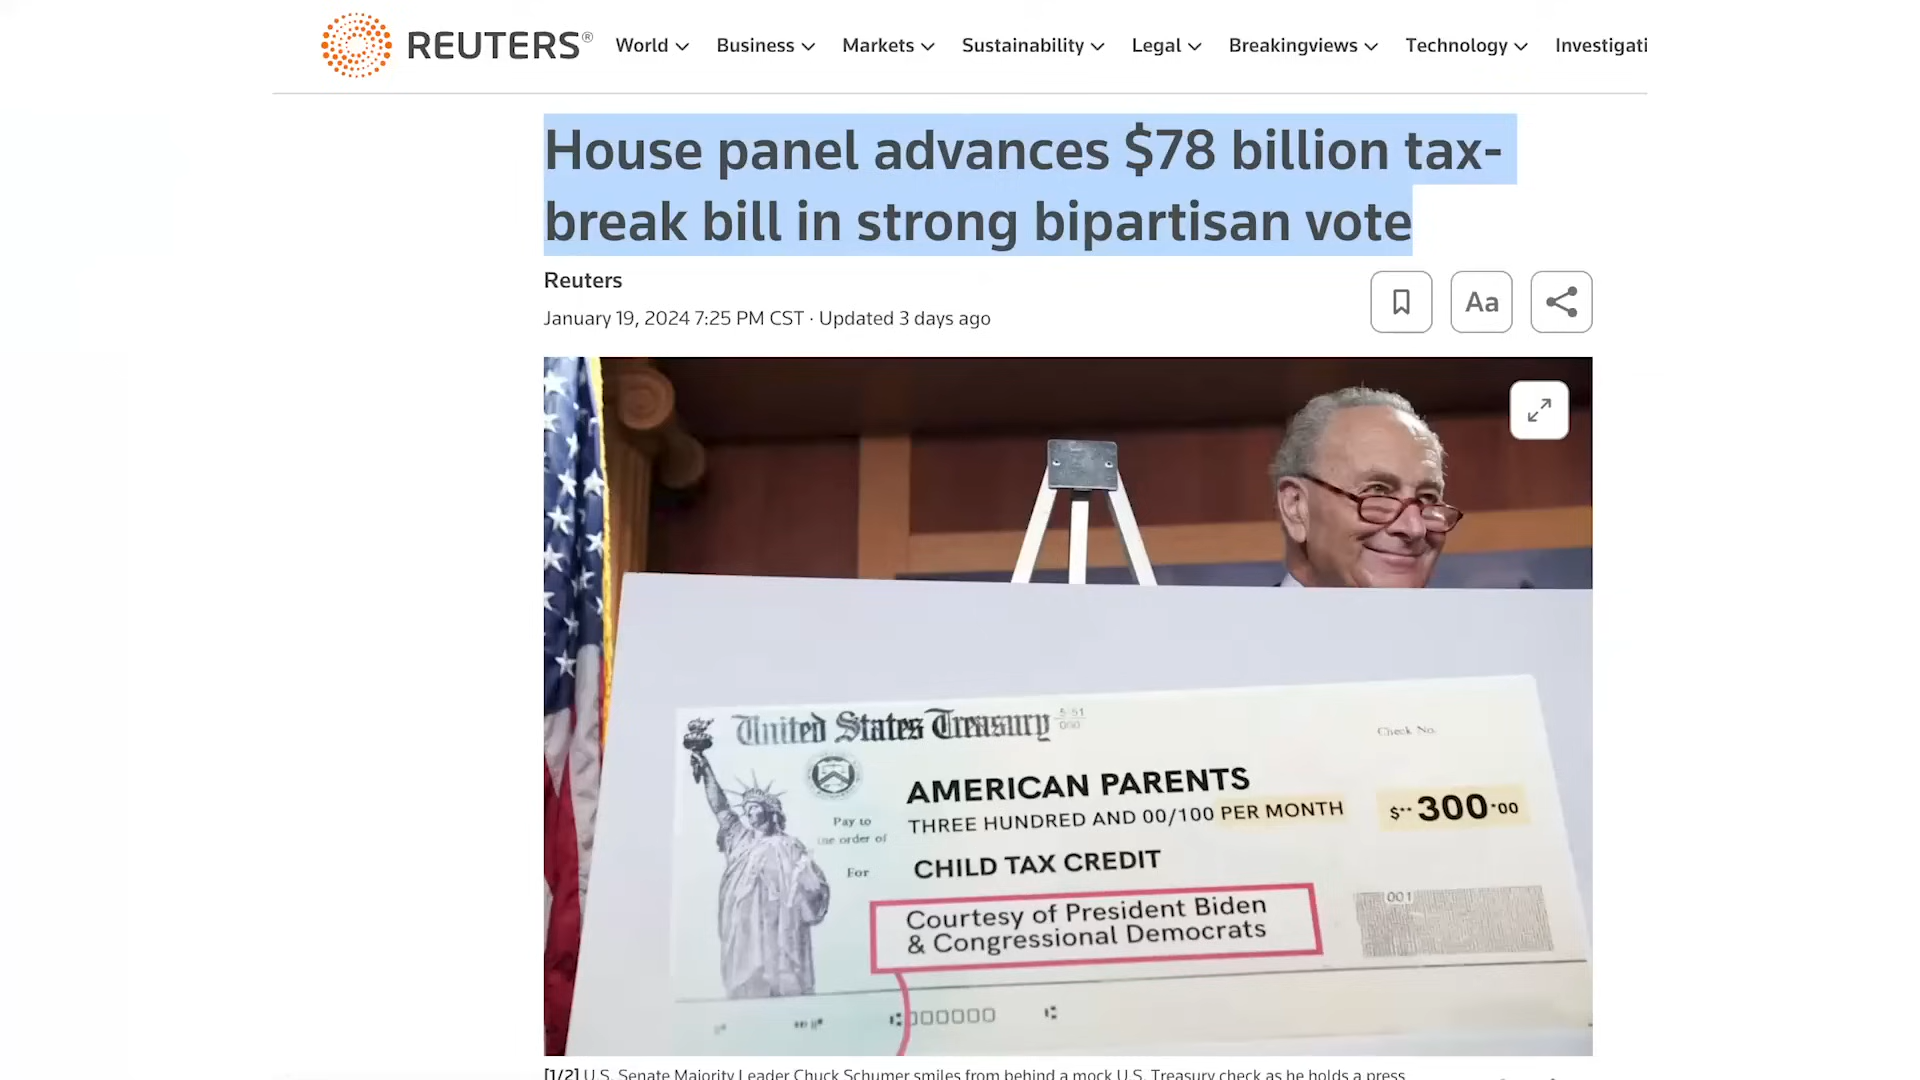 REUTERS®
World Business Markets Sustainability Legal Breakingviews Technology Investigati
House panel advances $78 billion tax-
break bill in strong bipartisan vote
Reuters
January 19, 2024 7:25 PM CST · Updated 3 days ago
Aa
United States Treasury
Check No.
AMERICAN PARENTS
$** 300*00
THREE HUNDRED AND 00/100 PER MONTH
Pay to
the order of
For
CHILD TAX CREDIT
001
Courtesy of President Biden
& Congressional Democrats
[1/2] U.S. Senate Majority Leader Chuck Schumer smiles from behind a mock U.S. Treasury check as he holds a press